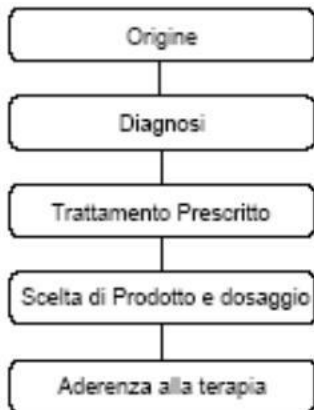 Origine
Diagnosi
Trattamento Prescritto
Scelta di Prodotto e dosaggio
Aderenza alla terapia